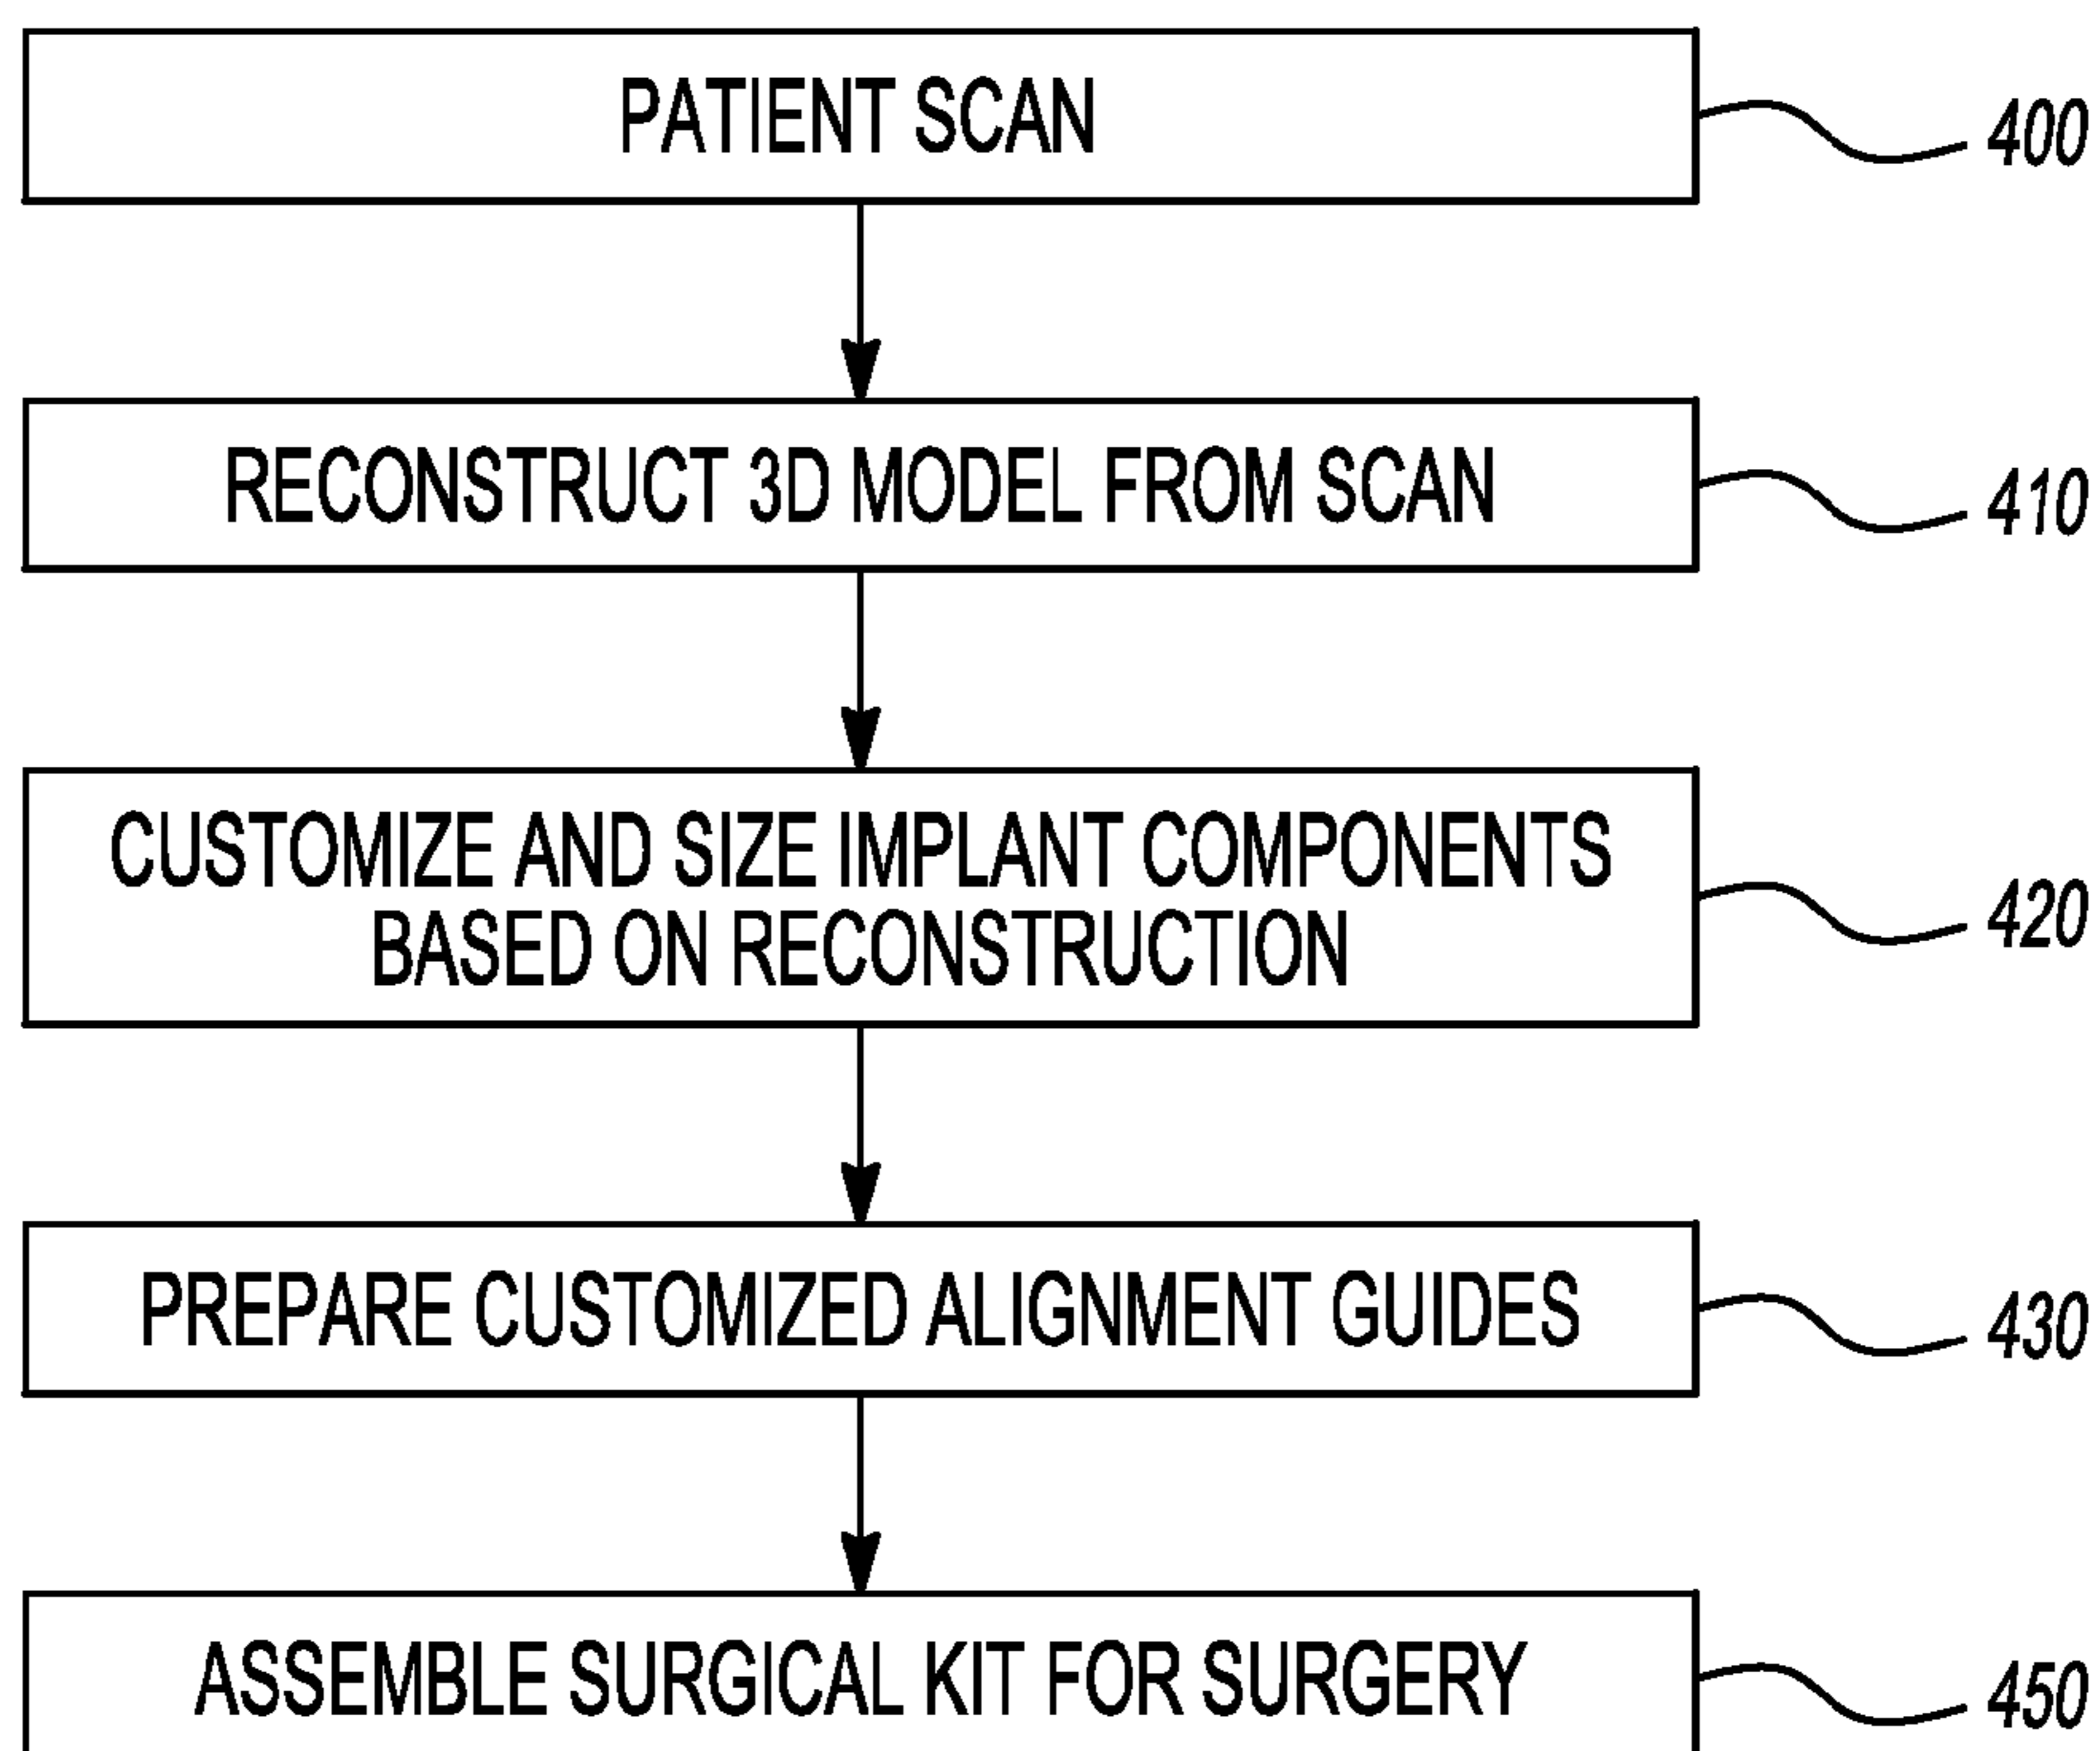 PATIENT SCAN
400
RECONSTRUCT 3D MODEL FROM SCAN
410
CUSTOMIZE AND SIZE IMPLANT COMPONENTS
BASED ON RECONSTRUCTION
420
PREPARE CUSTOMIZED ALIGNMENT GUIDES
430
ASSEMBLE SURGICAL KIT FOR SURGERY
450